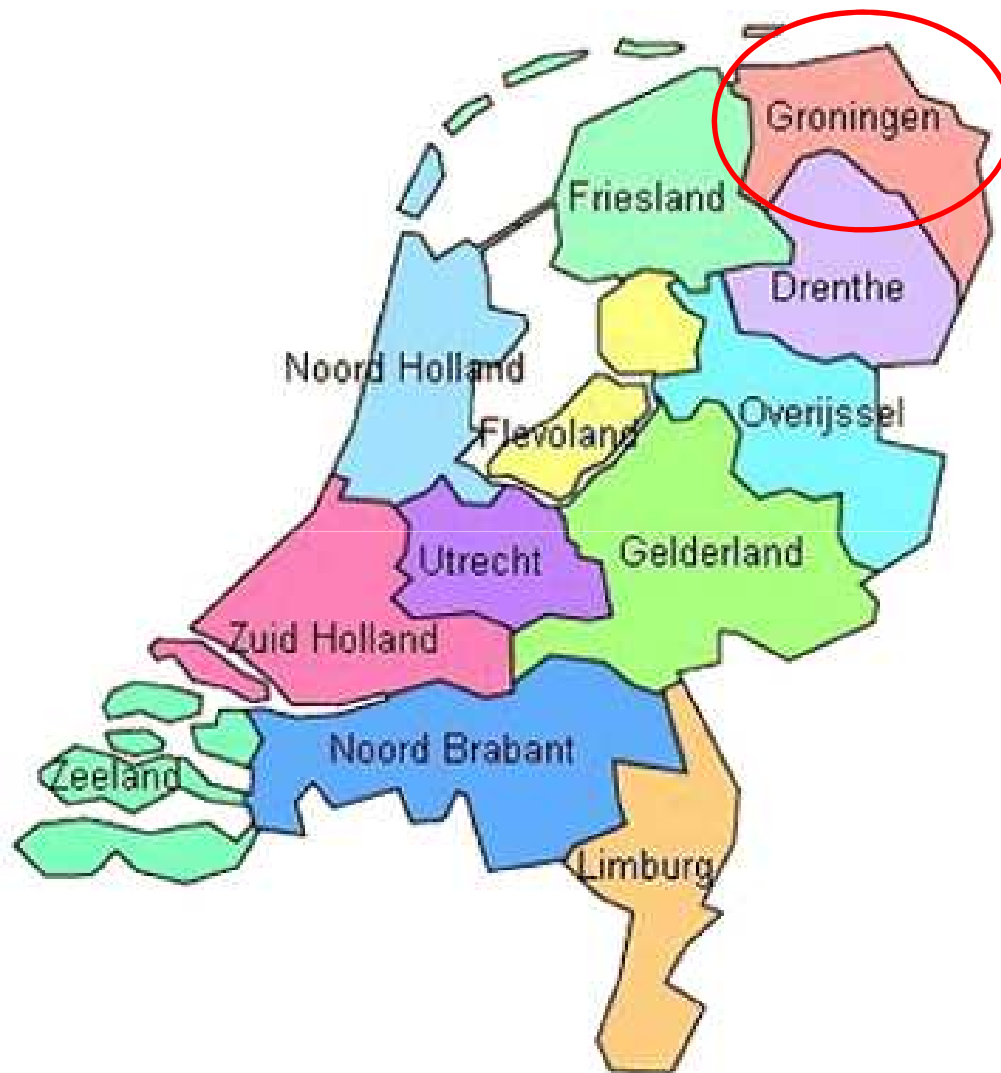 Groningen
Friesland
Drenthe
Noord Holland
Overijssel
Flevoland
Utrecht
Gelderland
Zuid Holland
Noord Brabant
Zeeland
Limburg